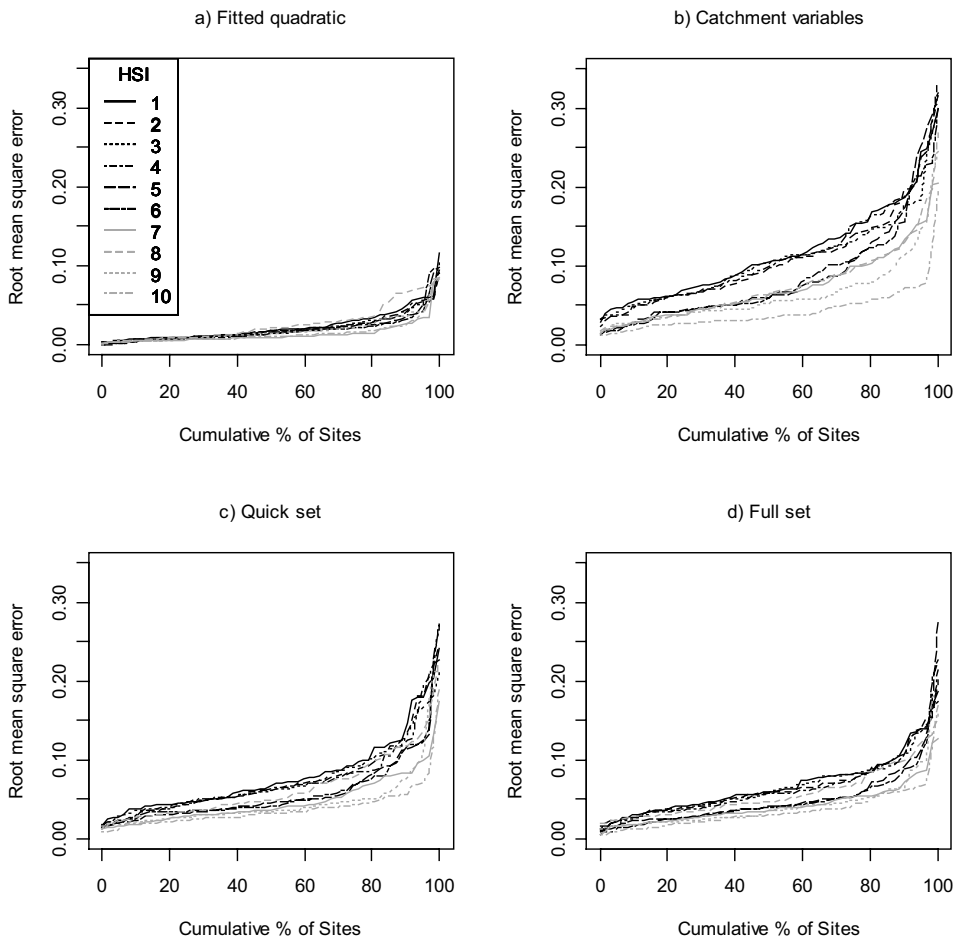 a) Fitted quadratic
Root mean square error
0.00 0.10 0.20 0.30
HSI
1
2
3
4
5
6
7
8
9
10
0 20 40 60 80 100
Cumulative % of Sites
b) Catchment variables
Root mean square error
0.00 0.10 0.20 0.30
0 20 40 60 80 100
Cumulative % of Sites
c) Quick set
Root mean square error
0.00 0.10 0.20 0.30
0 20 40 60 80 100
Cumulative % of Sites
d) Full set
Root mean square error
0.00 0.10 0.20 0.30
0 20 40 60 80 100
Cumulative % of Sites